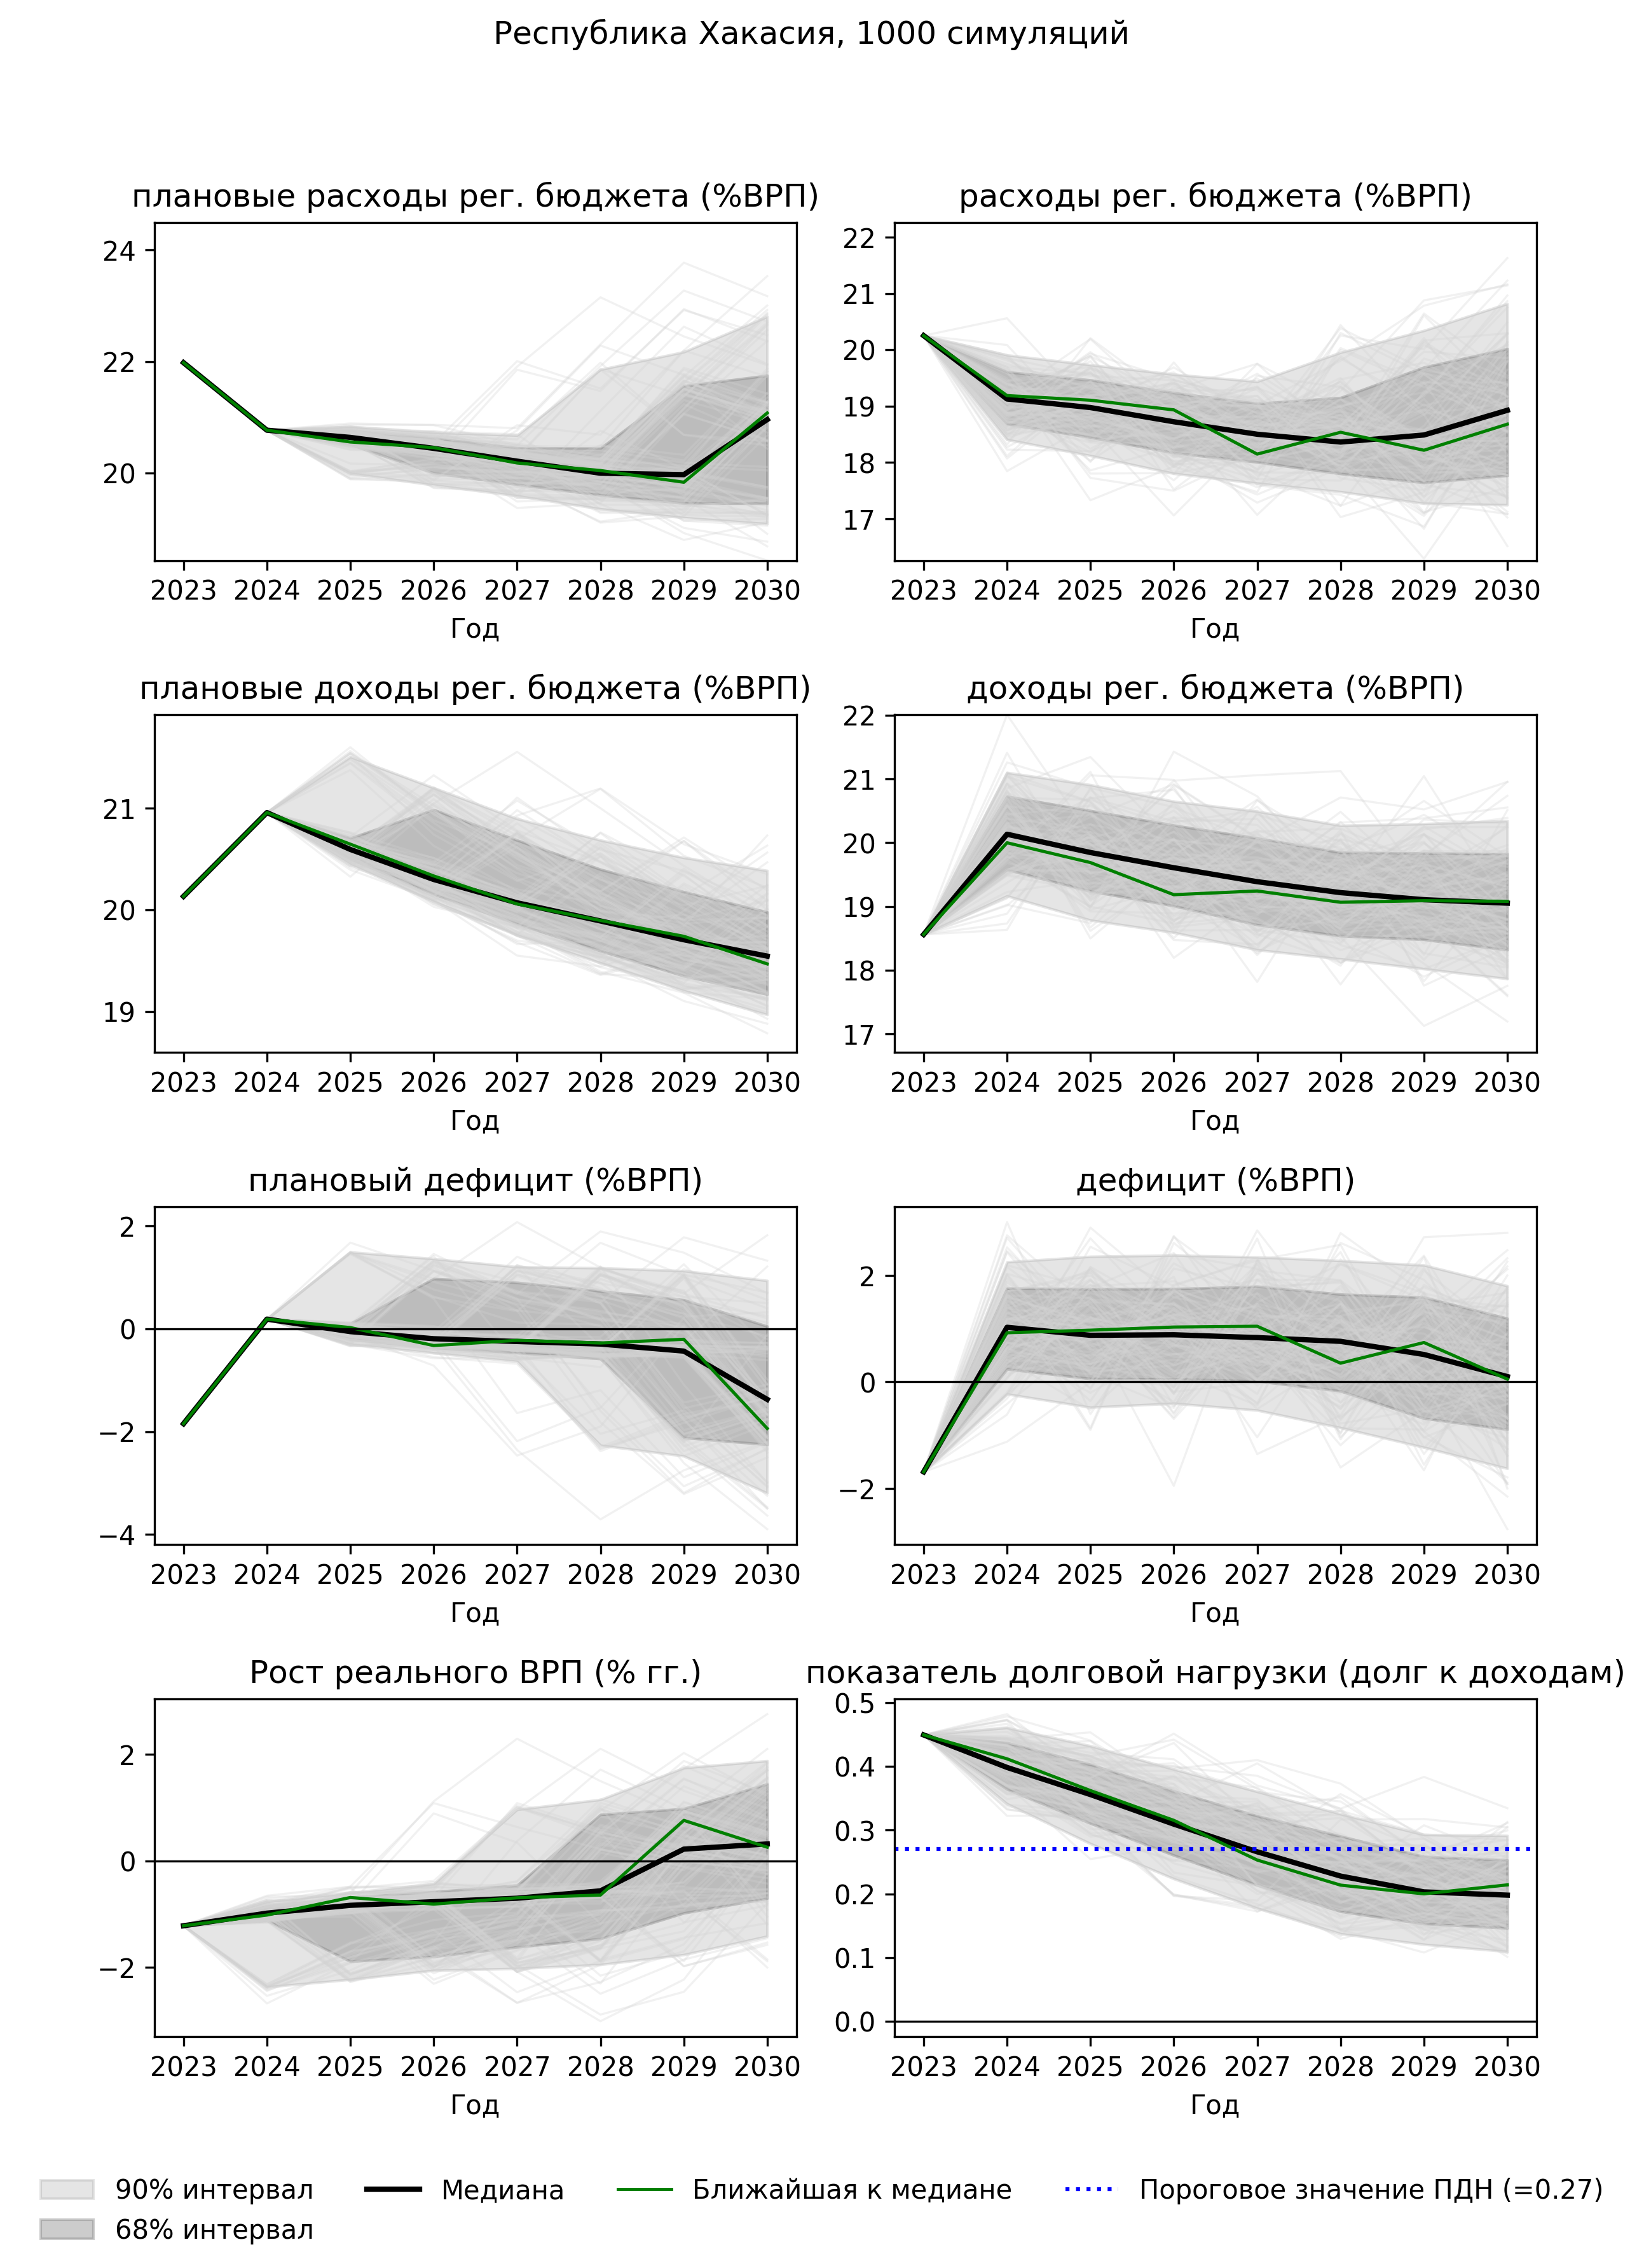 Республика Хакасия, 1000 симуляций
плановые расходы рег. бюджета (%ВРП)
24
22
20
2023 2024 2025 2026 2027 2028 2029 2030
Год
расходы рег. бюджета (%ВРП)
22
21
20
19
18
17
2023 2024 2025 2026 2027 2028 2029 2030
Год
плановые доходы рег. бюджета (%ВРП)
21
20
19
2023 2024 2025 2026 2027 2028 2029 2030
Год
доходы рег. бюджета (%ВРП)
22
21
20
19
18
17
2023 2024 2025 2026 2027 2028 2029 2030
Год
плановый дефицит (%ВРП)
2
0
−2
−4
2023 2024 2025 2026 2027 2028 2029 2030
Год
дефицит (%ВРП)
2
0
−2
2023 2024 2025 2026 2027 2028 2029 2030
Год
Рост реального ВРП (% гг.)
2
0
−2
2023 2024 2025 2026 2027 2028 2029 2030
Год
показатель долговой нагрузки (долг к доходам)
0.5
0.4
0.3
0.2
0.1
0.0
2023 2024 2025 2026 2027 2028 2029 2030
Год
90% интервал
68% интервал
Медиана
Ближайшая к медиане
Пороговое значение ПДН (=0.27)